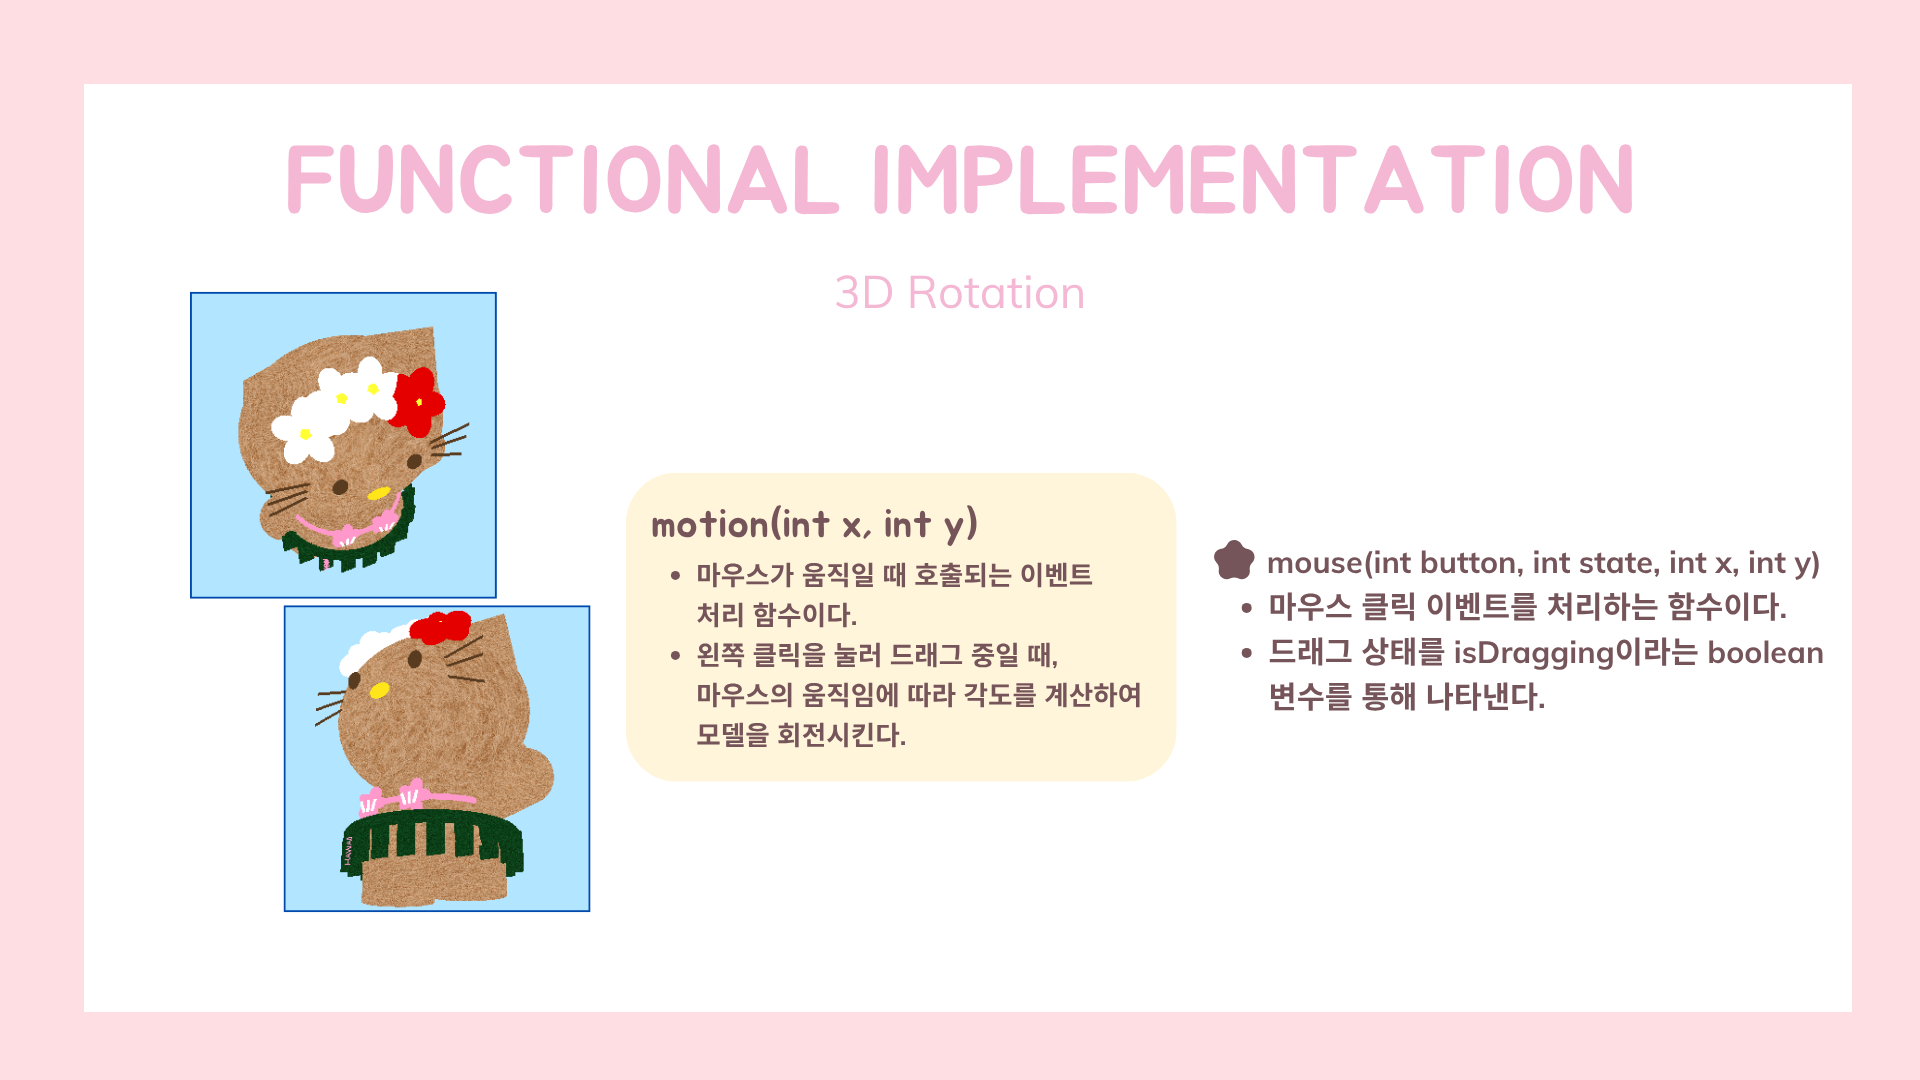 FUNCTIONAL IMPLEMENTATION
3D Rotation
motion(int x, int y)
• 마우스가 움직일 때 호출되는 이벤트
처리 함수이다.
• 왼쪽 클릭을 눌러 드래그 중일 때,
마우스의 움직임에 따라 각도를 계산하여
모델을 회전시킨다.
mouse(int button, int state, int x, int y)
• 마우스 클릭 이벤트를 처리하는 함수이다.
• 드래그 상태를 isDragging이라는 boolean
변수를 통해 나타낸다.
HAWAII